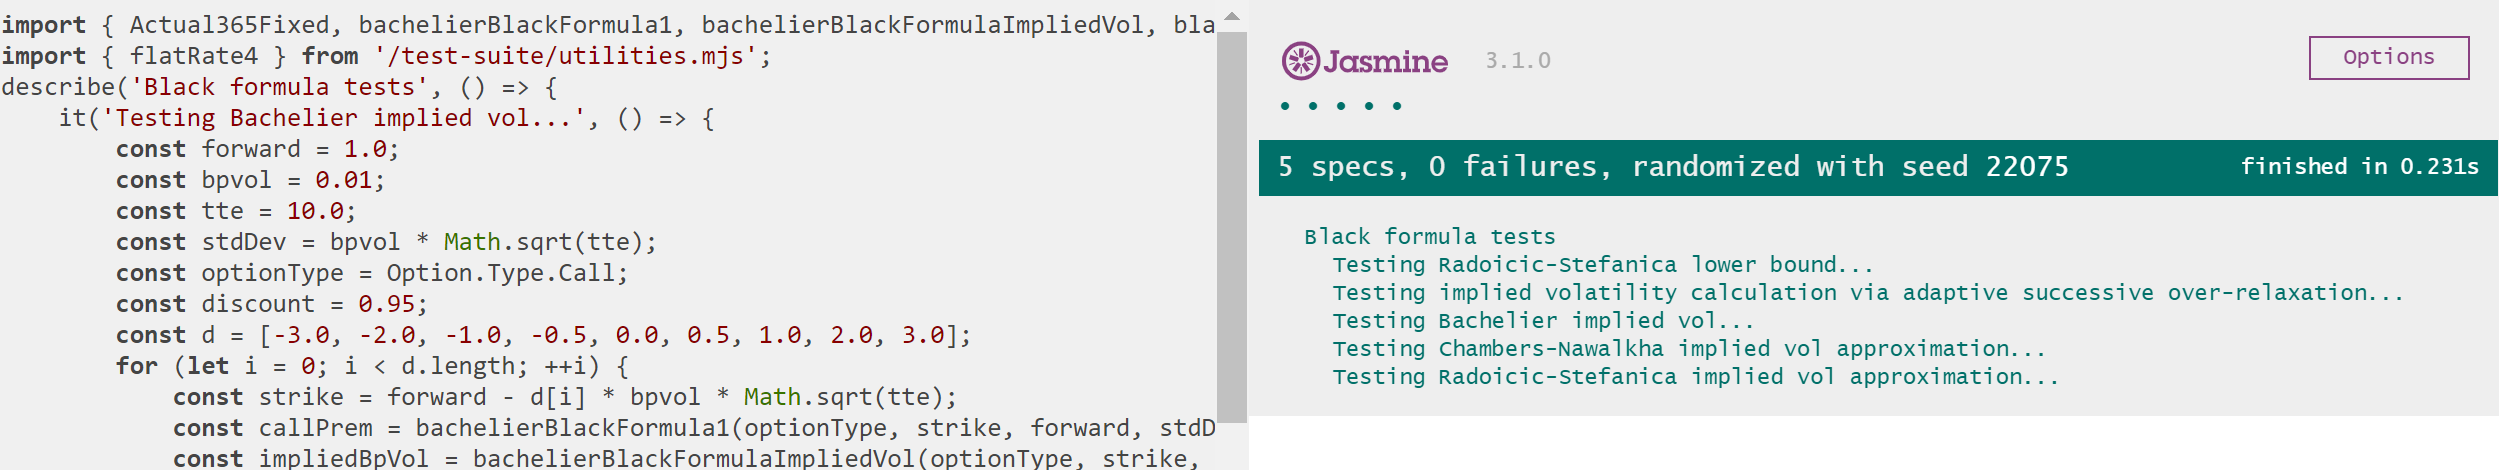 import { Actual365Fixed, bachelierBlackFormula1, bachelierBlackFormulaImpliedVol, bla
import { flatRate4 } from '/test-suite/utilities.mjs';
describe('Black formula tests', () => {
    it('Testing Bachelier implied vol...', () => {
        const forward = 1.0;
        const bpvol = 0.01;
        const tte = 10.0;
        const stdDev = bpvol * Math.sqrt(tte);
        const optionType = Option.Type.Call;
        const discount = 0.95;
        const d = [-3.0, -2.0, -1.0, -0.5, 0.0, 0.5, 1.0, 2.0, 3.0];
        for (let i = 0; i < d.length; ++i) {
            const strike = forward - d[i] * bpvol * Math.sqrt(tte);
            const callPrem = bachelierBlackFormula1(optionType, strike, forward, stdD
            const impliedBpVol = bachelierBlackFormulaImpliedVol(optionType, strike,
Jasmine 3.1.0
Options
• • • • •
5 specs, 0 failures, randomized with seed 22075
finished in 0.231s
Black formula tests
Testing Radoicic-Stefanica lower bound...
Testing implied volatility calculation via adaptive successive over-relaxation...
Testing Bachelier implied vol...
Testing Chambers-Nawalkha implied vol approximation...
Testing Radoicic-Stefanica implied vol approximation...